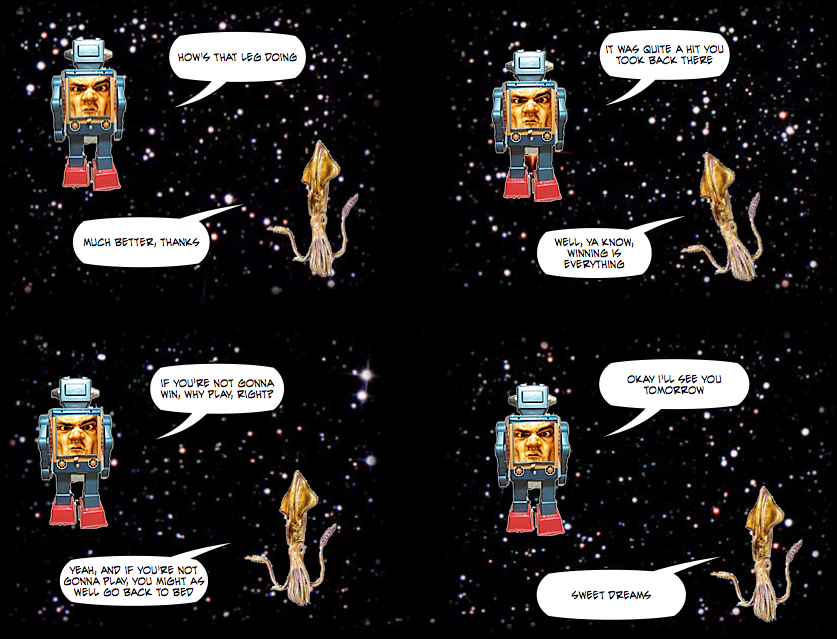 HOW'S THAT LEG DOING
MUCH BETTER, THANKS
IT WAS QUITE A HIT YOU
TOOK BACK THERE
WELL, YA KNOW,
WINNING IS
EVERYTHING
IF YOU'RE NOT GONNA
WIN, WHY PLAY, RIGHT?
YEAH, AND IF YOU'RE NOT
GONNA PLAY, YOU MIGHT AS
WELL GO BACK TO BED
OKAY I'LL SEE YOU
TOMORROW
SWEET DREAMS